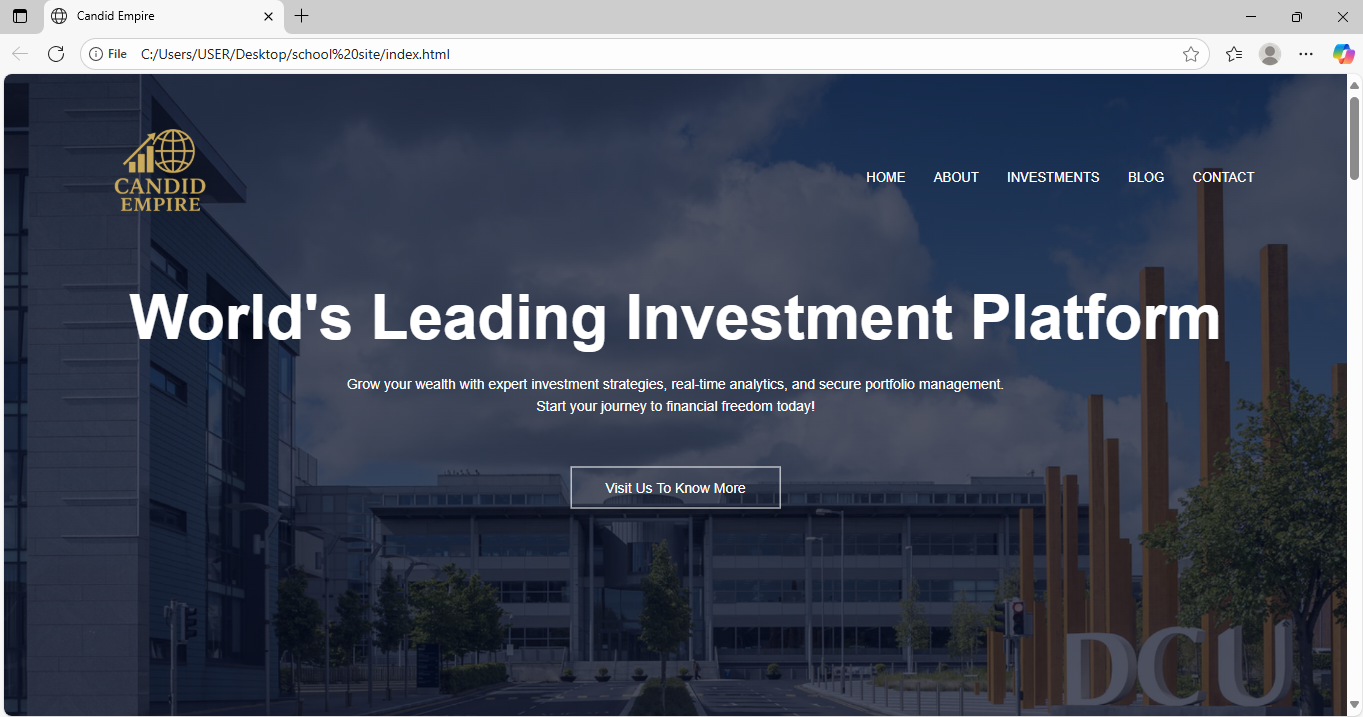 Candid Empire
File C:/Users/USER/Desktop/school%20site/index.html
CANDID
EMPIRE
HOME ABOUT INVESTMENTS BLOG CONTACT
World's Leading Investment Platform
Grow your wealth with expert investment strategies, real-time analytics, and secure portfolio management.
Start your journey to financial freedom today!
Visit Us To Know More
DCU